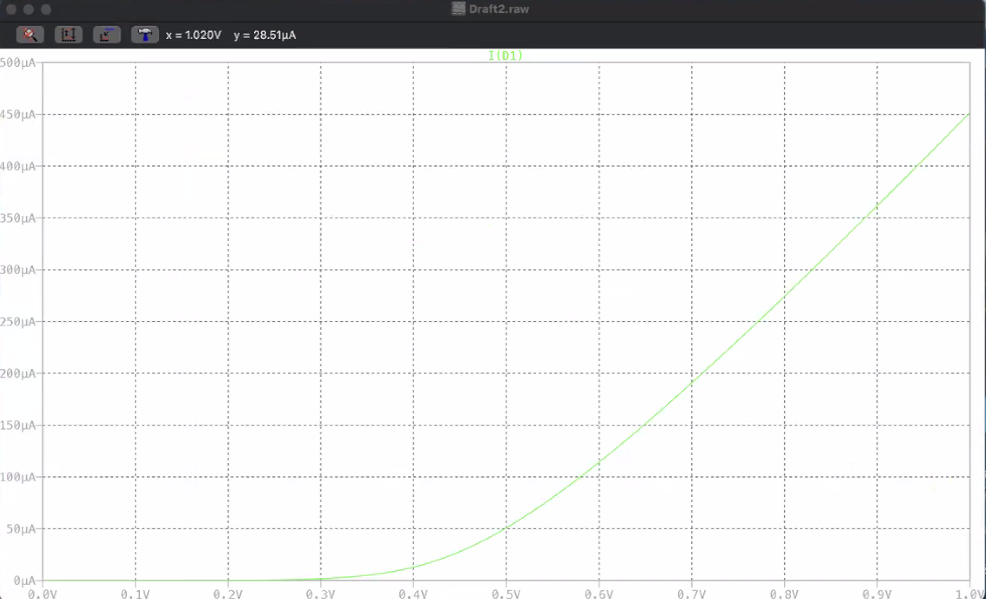 Draft2.raw
x = 1.020V y = 28.51µA
I(D1)
500µA
450µA
400µA
350µA
300µA
250µA
200µA
150µA
100µA
50µA
0µA
0.0V 0.1V 0.2V 0.3V 0.4V 0.5V 0.6V 0.7V 0.8V 0.9V 1.0V